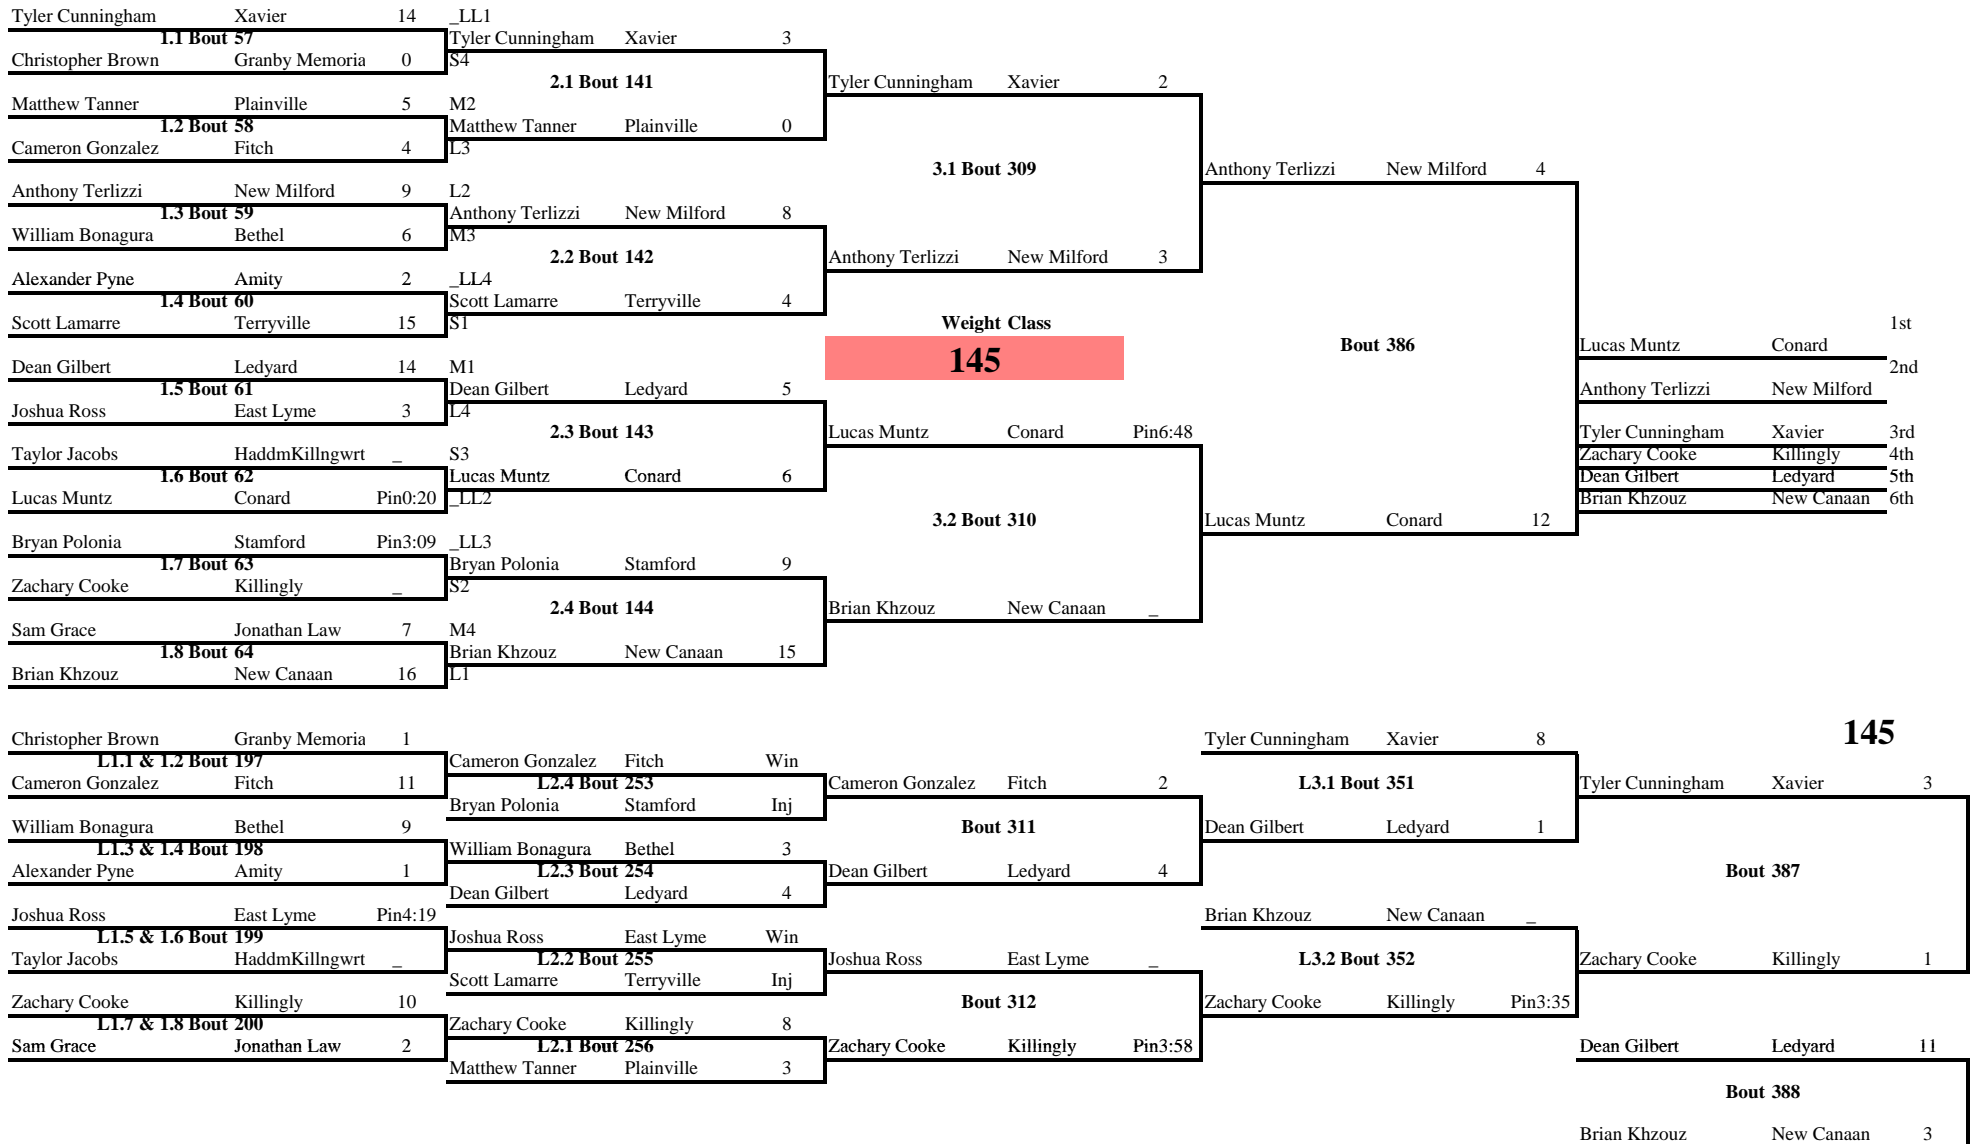 Tyler Cunningham Xavier 14 _LL1
1.1 Bout 57 Tyler Cunningham Xavier 3
Christopher Brown Granby Memoria 0 S4
2.1 Bout 141 Tyler Cunningham Xavier 2
Matthew Tanner Plainville 5 M2
1.2 Bout 58 Matthew Tanner Plainville 0
Cameron Gonzalez Fitch 4 L3
3.1 Bout 309 Anthony Terlizzi New Milford 4
Anthony Terlizzi New Milford 9 L2
1.3 Bout 59 Anthony Terlizzi New Milford 8
William Bonagura Bethel 6 M3
2.2 Bout 142 Anthony Terlizzi New Milford 3
Alexander Pyne Amity 2 _LL4
1.4 Bout 60 Scott Lamarre Terryville 4
Scott Lamarre Terryville 15 S1 Weight Class 1st
145 Bout 386 Lucas Muntz Conard
Dean Gilbert Ledyard 14 M1 2nd
1.5 Bout 61 Dean Gilbert Ledyard 5 Anthony Terlizzi New Milford
Joshua Ross East Lyme 3 L4
2.3 Bout 143 Lucas Muntz Conard Pin6:48 Tyler Cunningham Xavier 3rd
Taylor Jacobs HaddmKillngwrt _ S3 Zachary Cooke Killingly 4th
1.6 Bout 62 Lucas Muntz Conard 6 Dean Gilbert Ledyard 5th
Lucas Muntz Conard Pin0:20 _LL2 Brian Khzouz New Canaan 6th
3.2 Bout 310 Lucas Muntz Conard 12
Bryan Polonia Stamford Pin3:09 _LL3
1.7 Bout 63 Bryan Polonia Stamford 9
Zachary Cooke Killingly _ S2
2.4 Bout 144 Brian Khzouz New Canaan _
Sam Grace Jonathan Law 7 M4
1.8 Bout 64 Brian Khzouz New Canaan 15
Brian Khzouz New Canaan 16 L1
145
Christopher Brown Granby Memoria 1 Tyler Cunningham Xavier 8
L1.1 & 1.2 Bout 197 Cameron Gonzalez Fitch Win
Cameron Gonzalez Fitch 11 L2.4 Bout 253 Cameron Gonzalez Fitch 2 L3.1 Bout 351 Tyler Cunningham Xavier 3
Bryan Polonia Stamford Inj
William Bonagura Bethel 9 Bout 311 Dean Gilbert Ledyard 1
L1.3 & 1.4 Bout 198 William Bonagura Bethel 3
Alexander Pyne Amity 1 L2.3 Bout 254 Dean Gilbert Ledyard 4 Bout 387
Dean Gilbert Ledyard 4
Joshua Ross East Lyme Pin4:19 Brian Khzouz New Canaan _
L1.5 & 1.6 Bout 199 Joshua Ross East Lyme Win
Taylor Jacobs HaddmKillngwrt _ L2.2 Bout 255 Joshua Ross East Lyme _ L3.2 Bout 352 Zachary Cooke Killingly 1
Scott Lamarre Terryville Inj
Zachary Cooke Killingly 10 Bout 312 Zachary Cooke Killingly Pin3:35
L1.7 & 1.8 Bout 200 Zachary Cooke Killingly 8
Sam Grace Jonathan Law 2 L2.1 Bout 256 Zachary Cooke Killingly Pin3:58 Dean Gilbert Ledyard 11
Matthew Tanner Plainville 3
Bout 388
Brian Khzouz New Canaan 3